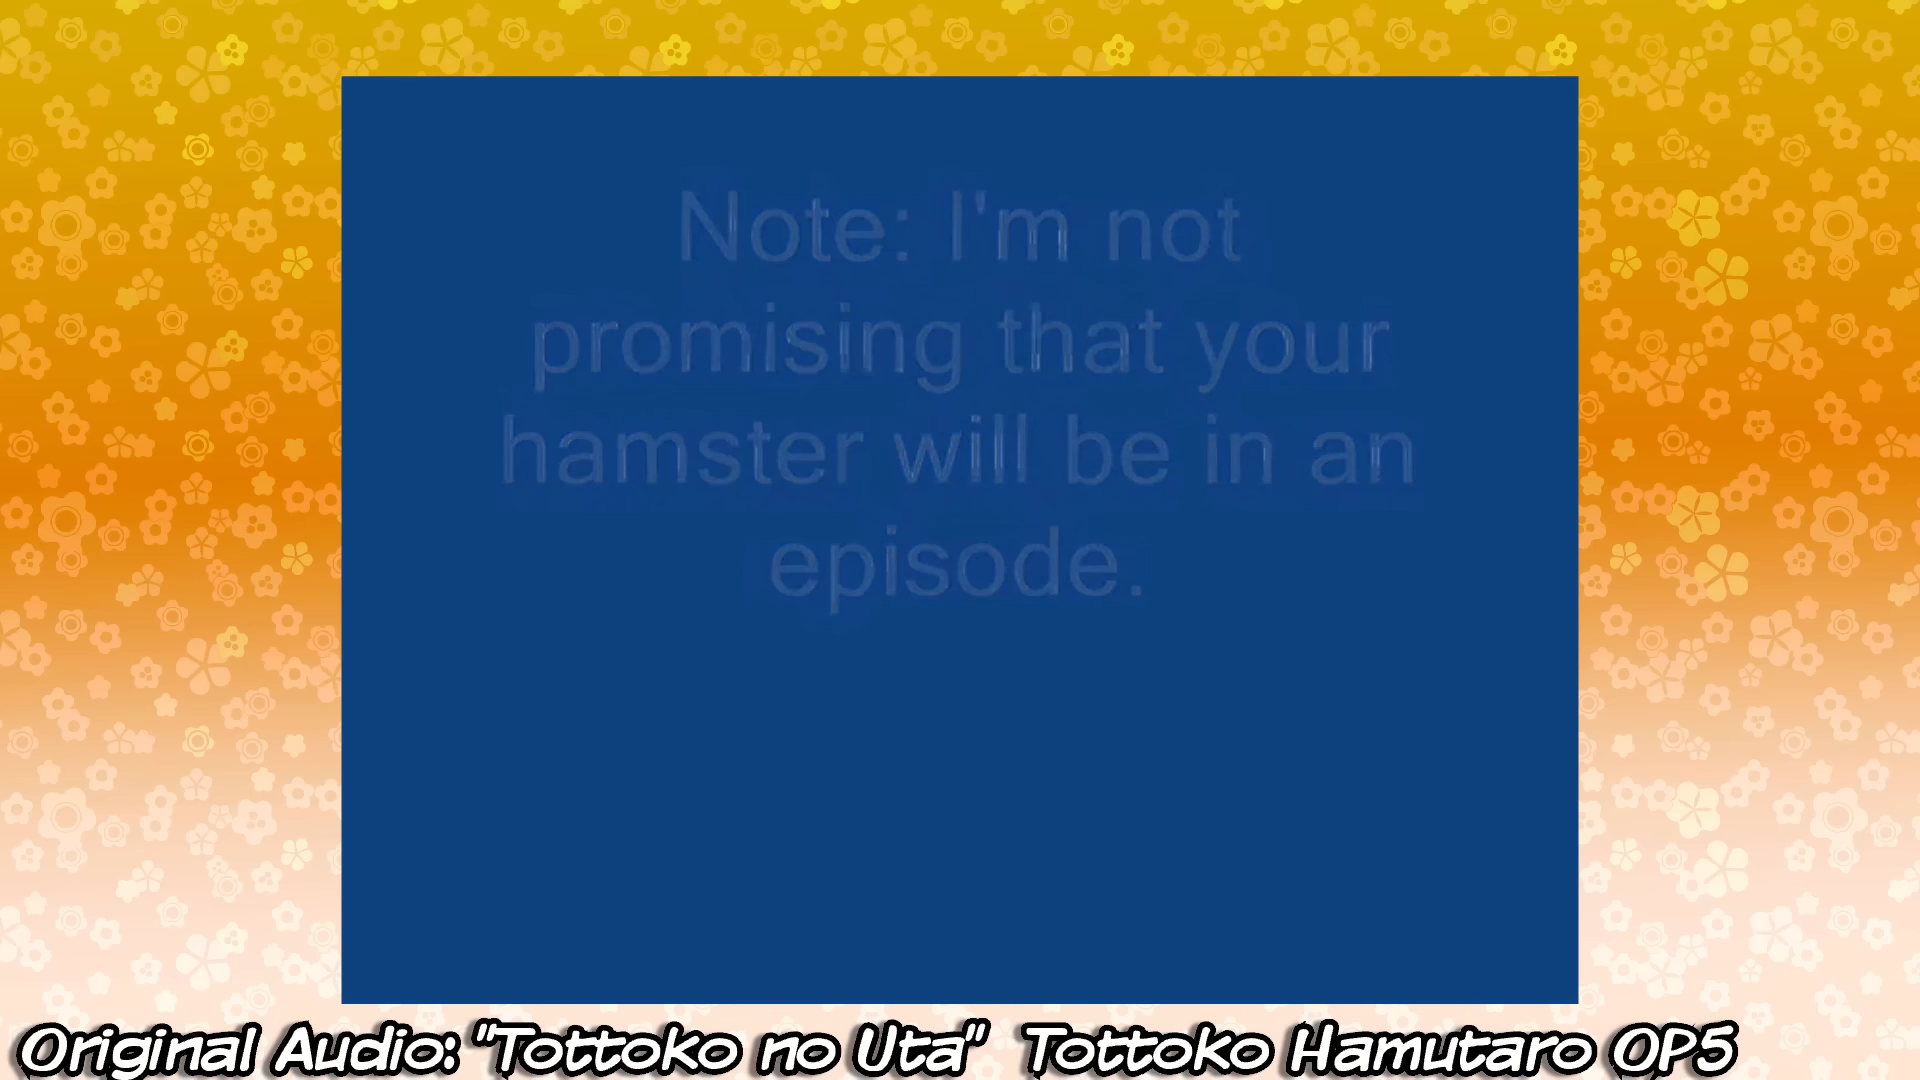 Note: I'm not
promising that your
hamster will be in an
episode.
Original Audio: "Tottoko no Uta" Tottoko Hamutaro OP5